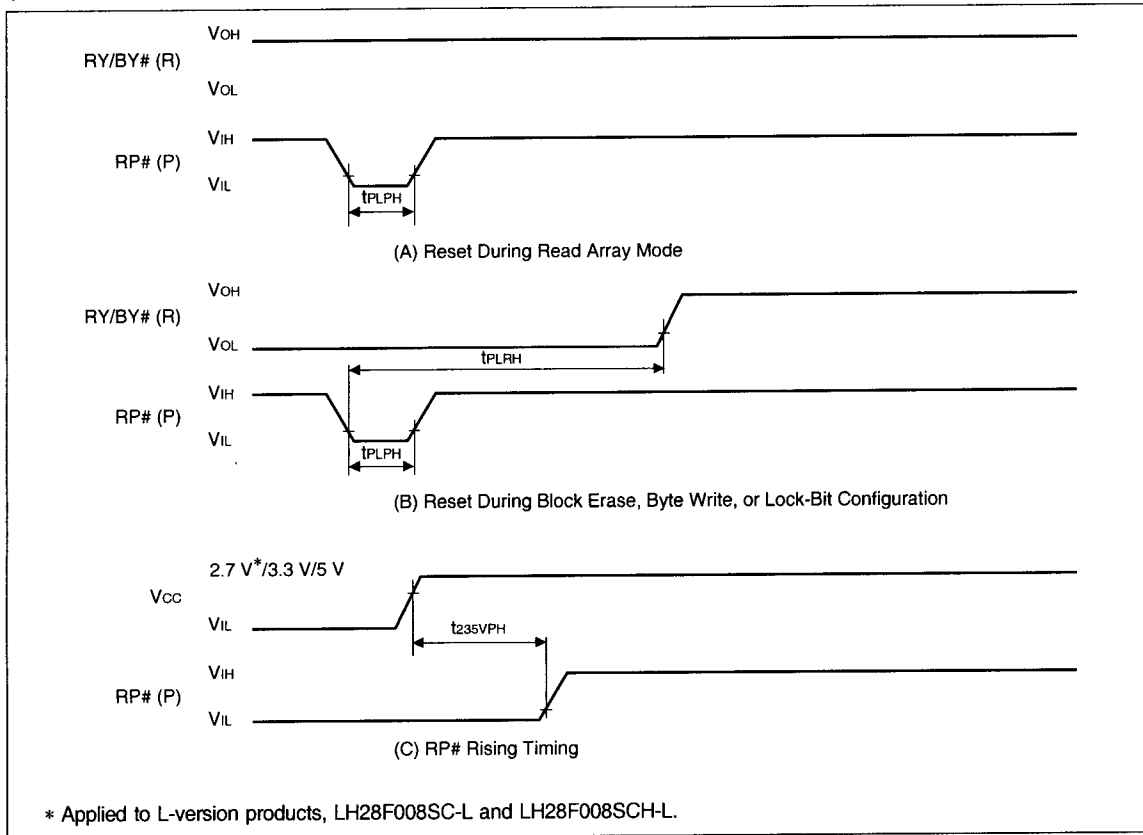 VOH
RY/BY# (R)
VOL
VIH
RP# (P)
VIL
tPLPH
(A) Reset During Read Array Mode
VOH
RY/BY# (R)
VOL
tPLRH
VIH
RP# (P)
VIL
tPLPH
(B) Reset During Block Erase, Byte Write, or Lock-Bit Configuration
2.7 V*/3.3 V/5 V
VCC
VIL
t235VPH
VIH
RP# (P)
VIL
(C) RP# Rising Timing
* Applied to L-version products, LH28F008SC-L and LH28F008SCH-L.